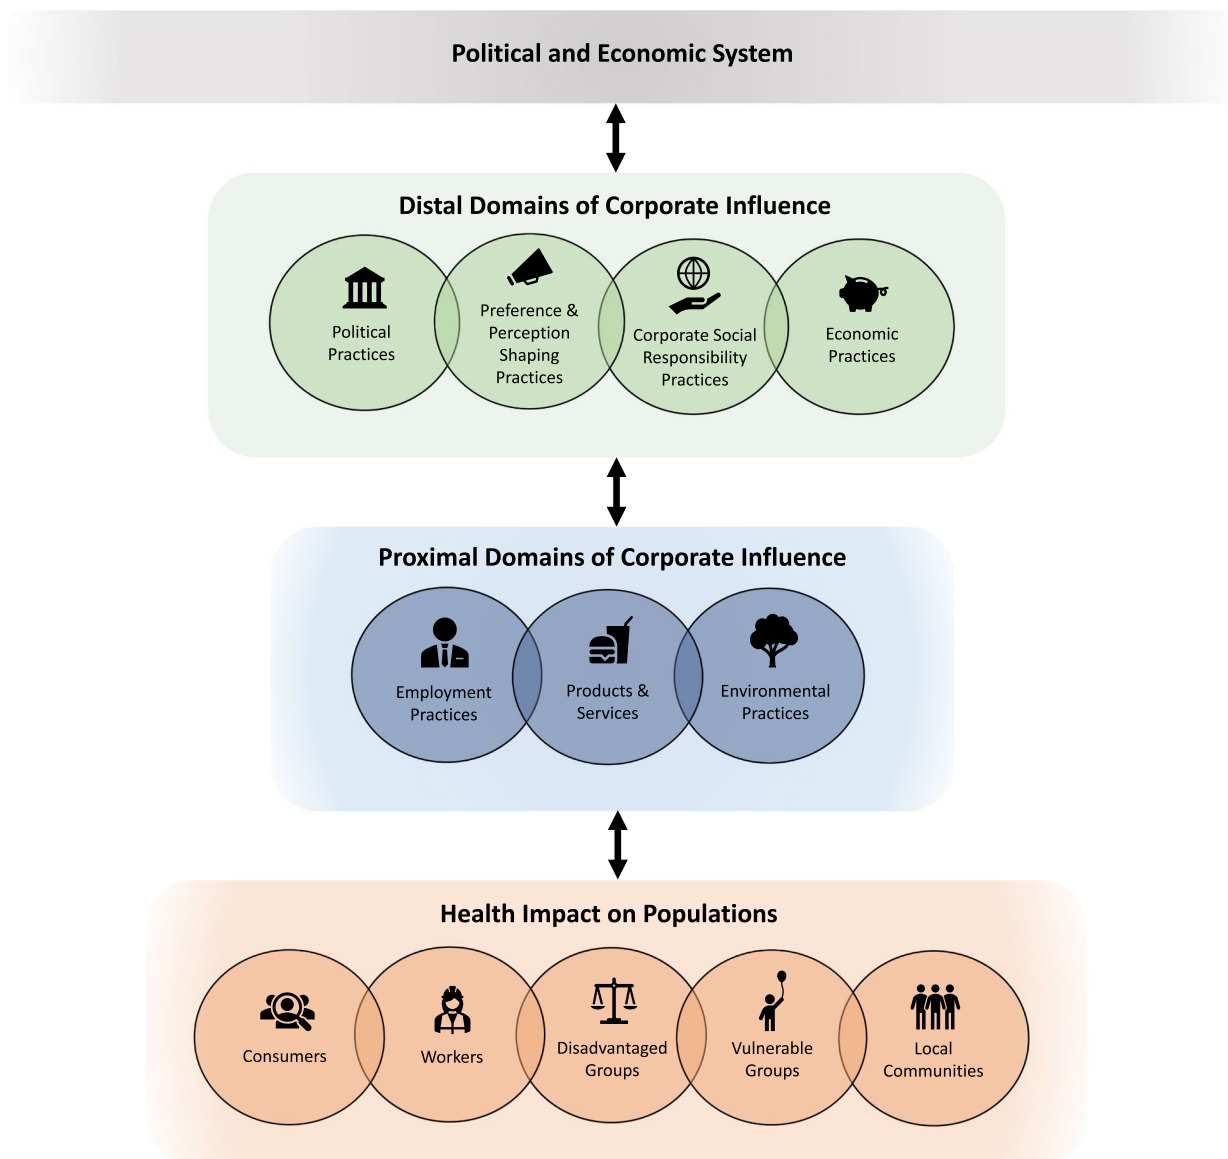 Political and Economic System
Distal Domains of Corporate Influence
Political
Practices
Preference &
Perception
Shaping
Practices
Corporate Social
Responsibility
Practices
Economic
Practices
Proximal Domains of Corporate Influence
Employment
Practices
Products &
Services
Environmental
Practices
Health Impact on Populations
Consumers
Workers
Disadvantaged
Groups
Vulnerable
Groups
Local
Communities